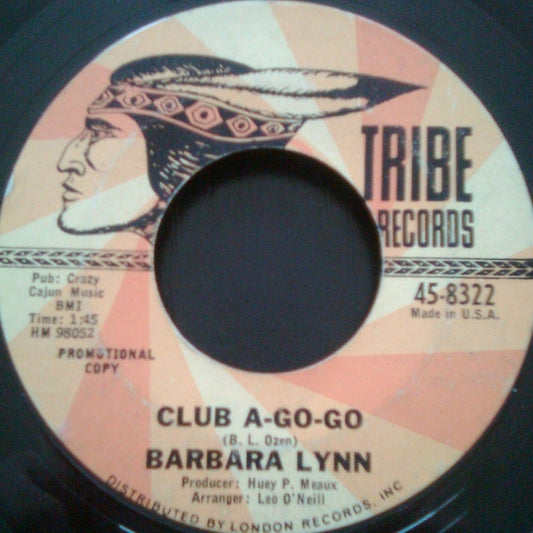 TRIBE
RECORDS
Pub: Crazy
Cajun Music
BMI
Time: 1:45
HM 98052
PROMOTIONAL
COPY
45-8322
Made in U.S.A.
CLUB A-GO-GO
(B. L. Ozen)
BARBARA LYNN
Producer: Huey P. Meaux
Arranger: Leo O'Neill
DISTRIBUTED BY LONDON RECORDS, INC